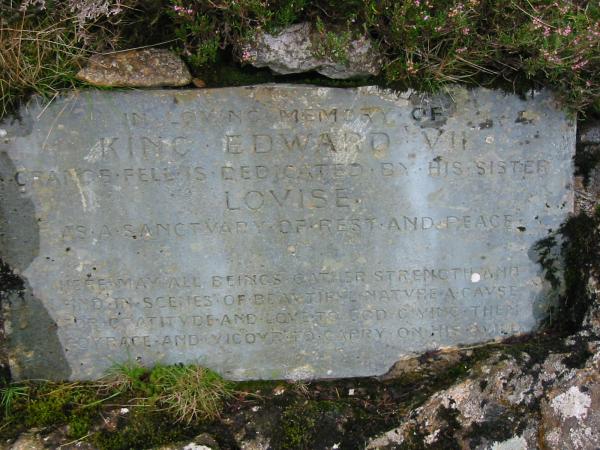 IN LOVING MEMORY OF
KING · EDWARD · VII
GRANGE · FELL · IS · DEDICATED · BY · HIS · SISTER
LOVISE ·
AS · A · SANCTVARY · OF · REST · AND · PEACE ·
HERE · MAY · ALL · BEINGS · GATHER · STRENGTH · AND
FIND · IN · SCENES · OF · BEAVTIFVL · NATVRE · A · CAVSE
FOR · GRATITVDE · AND · LOVE · TO · GOD · GIVING · THEM
COVRAGE · AND · VIGOVR · TO · CARRY · ON · HIS · WILL